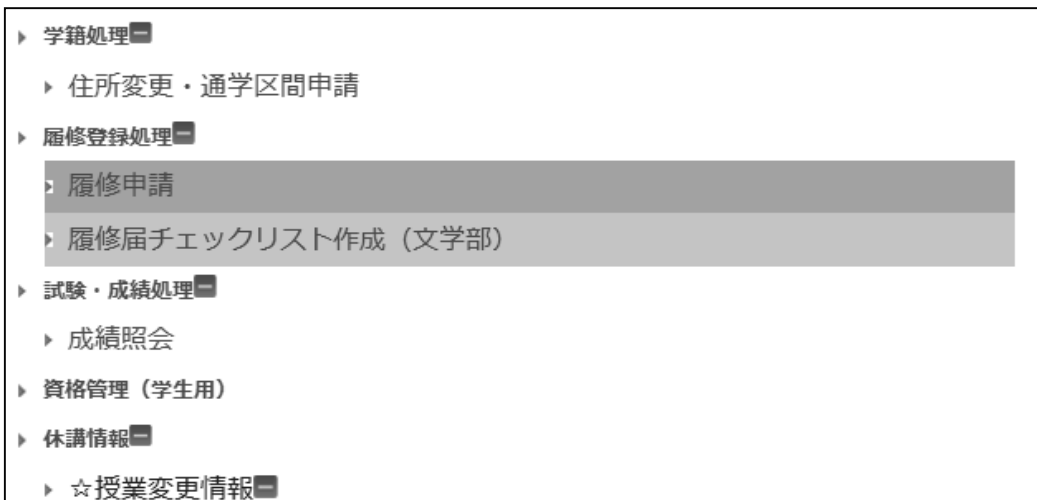 学籍処理
住所変更・通学区間申請
履修登録処理
履修申請
履修届チェックリスト作成（文学部）
試験・成績処理
成績照会
資格管理（学生用）
休講情報
☆授業変更情報